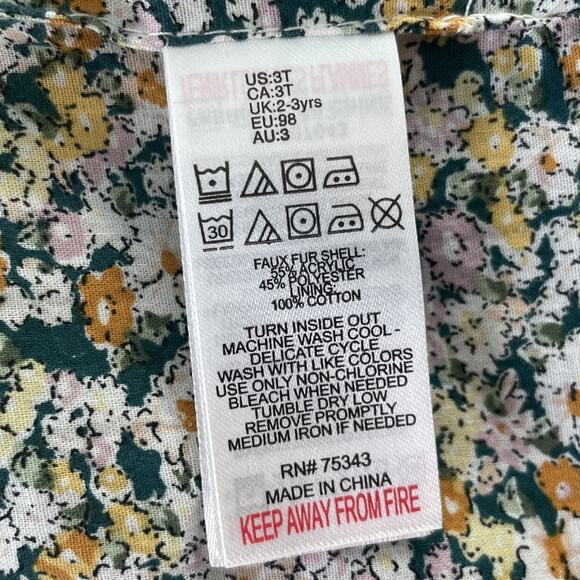 US:3T
CA:3T
UK:2-3yrs
EU:98
AU:3
30
FAUX FUR SHELL:
55% ACRYLIC
45% POLYESTER
LINING:
100% COTTON
TURN INSIDE OUT
MACHINE WASH COOL -
DELICATE CYCLE
WASH WITH LIKE COLORS
USE ONLY NON-CHLORINE
BLEACH WHEN NEEDED
TUMBLE DRY LOW
REMOVE PROMPTLY
MEDIUM IRON IF NEEDED
RN# 75343
MADE IN CHINA
KEEP AWAY FROM FIRE